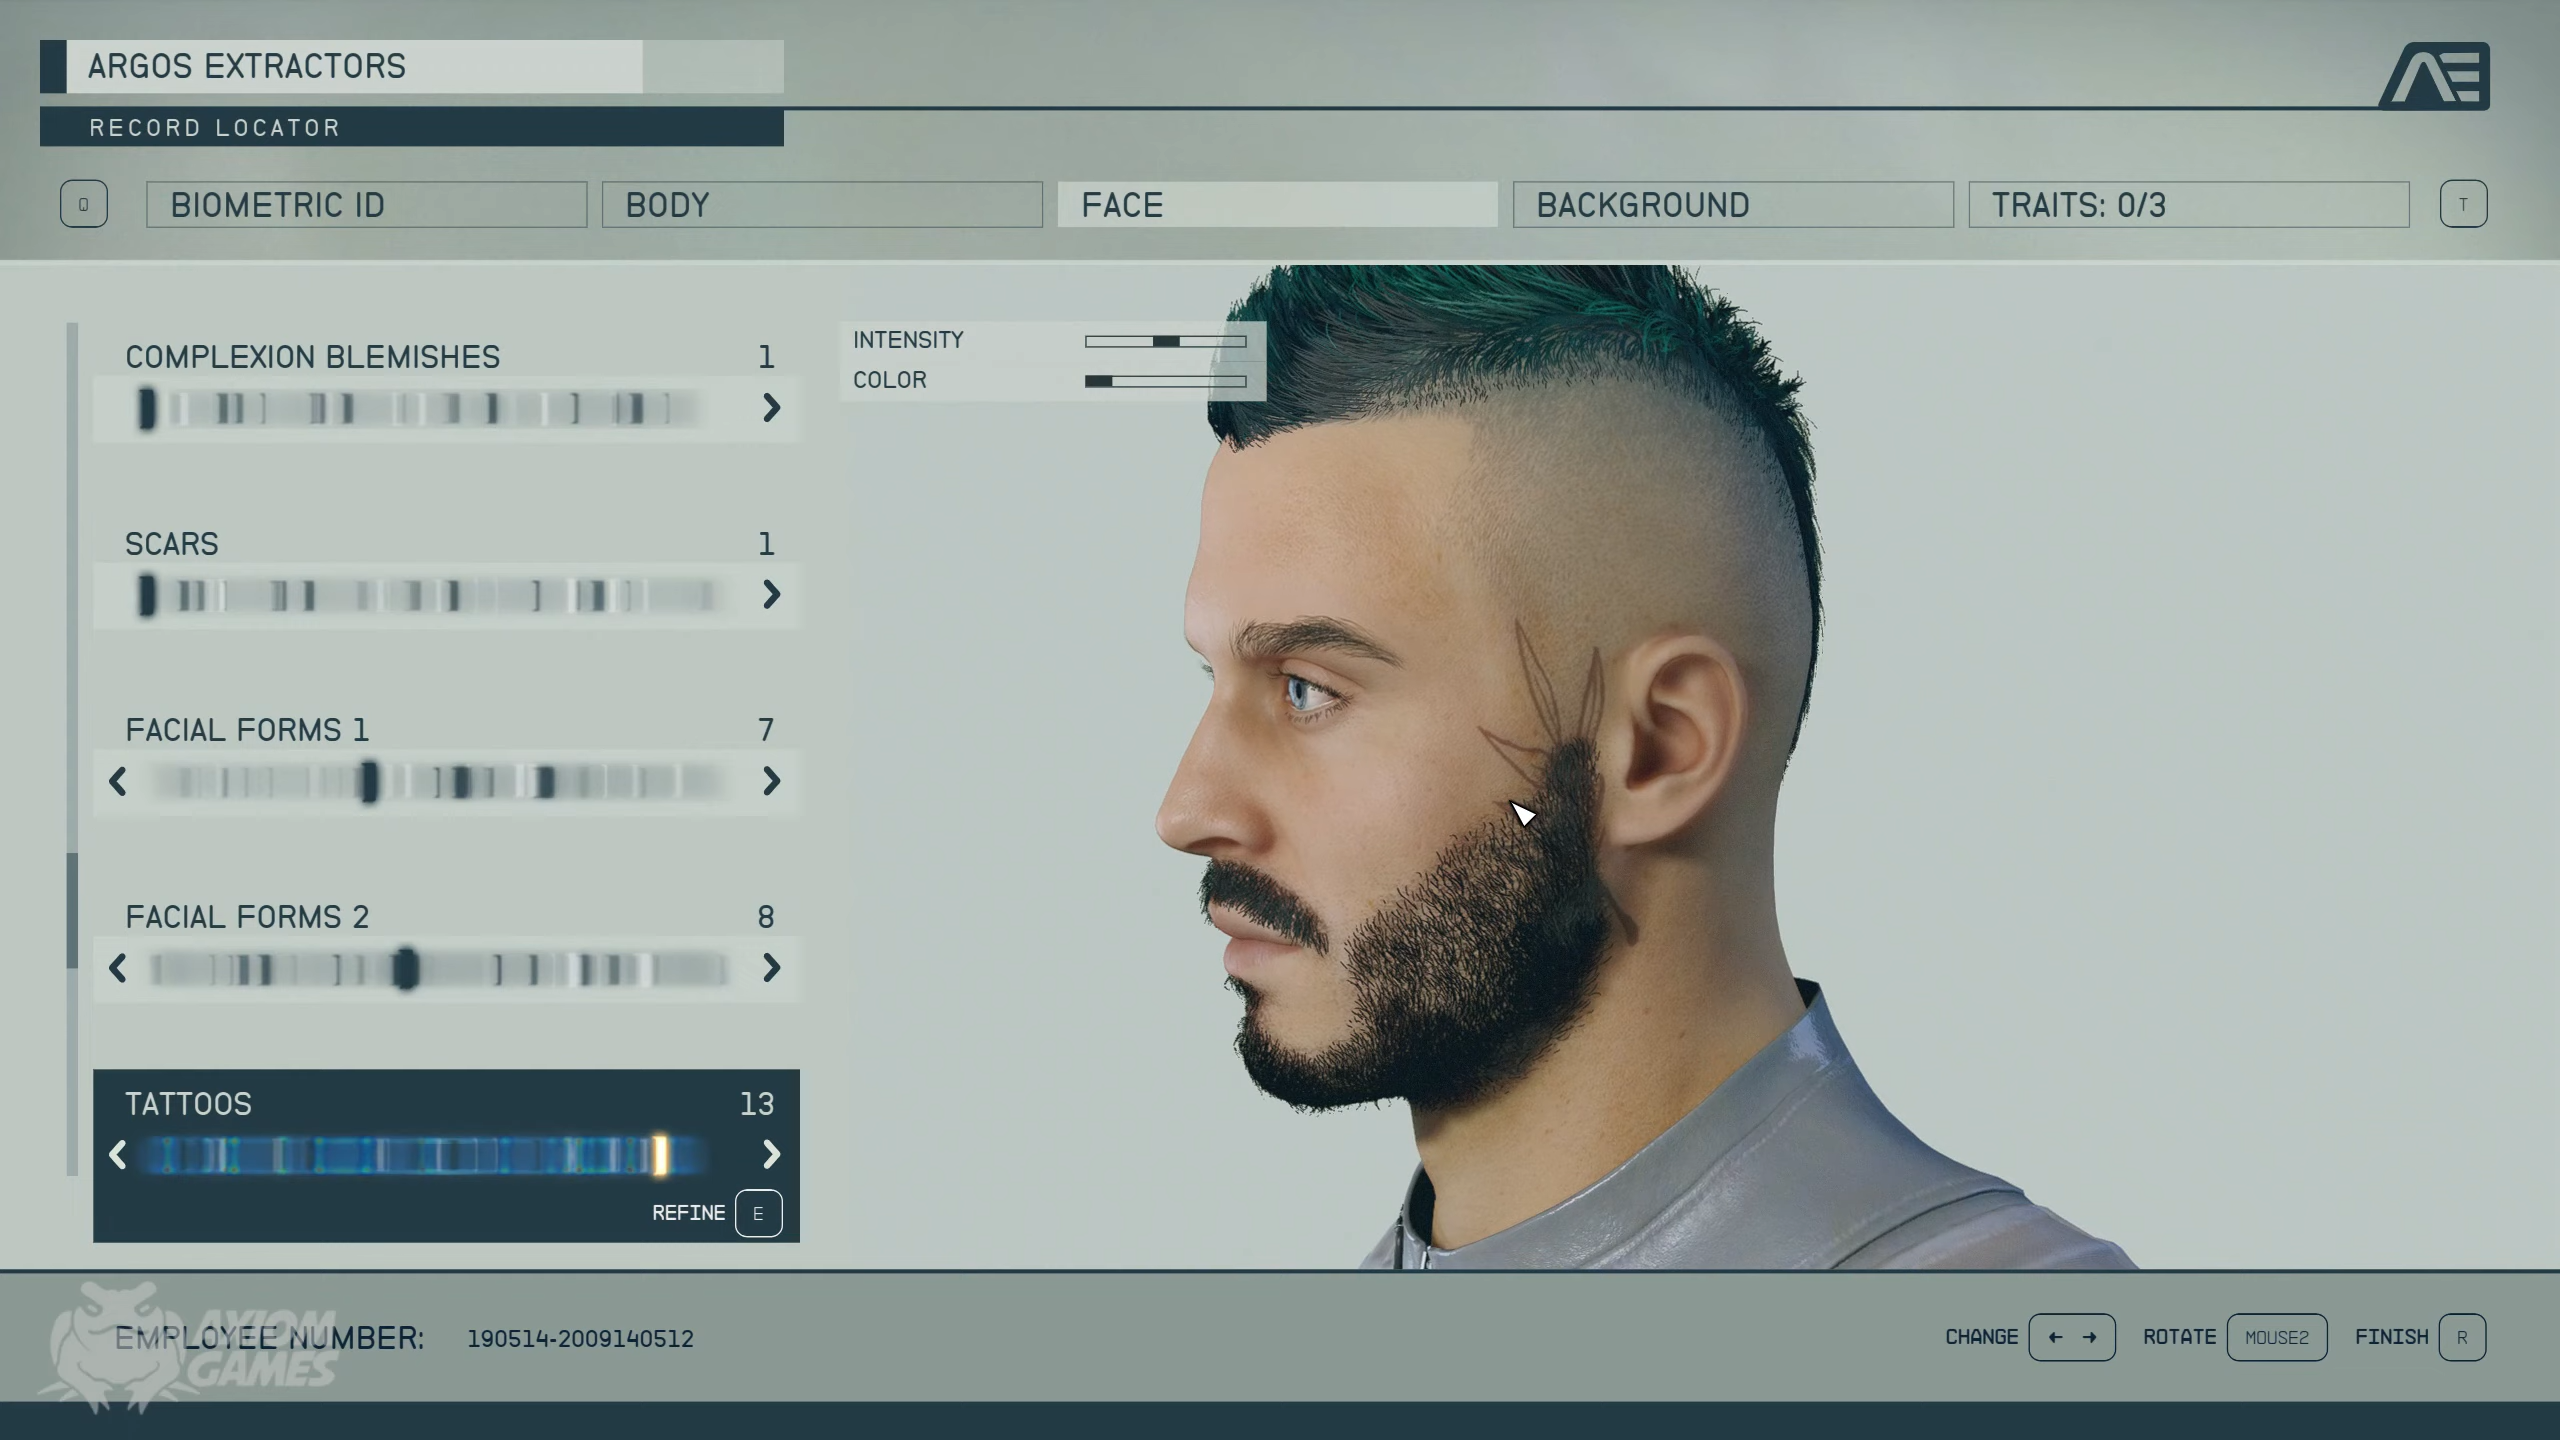 ARGOS EXTRACTORS
RECORD LOCATOR
Q
BIOMETRIC ID
BODY
FACE
BACKGROUND
TRAITS: 0/3
T
COMPLEXION BLEMISHES 1
INTENSITY
COLOR
SCARS 1
FACIAL FORMS 1 7
FACIAL FORMS 2 8
TATTOOS 13
REFINE E
EMPLOYEE NUMBER: 190514-2009140512
AXIOM
GAMES
CHANGE ← →
ROTATE MOUSE2
FINISH R